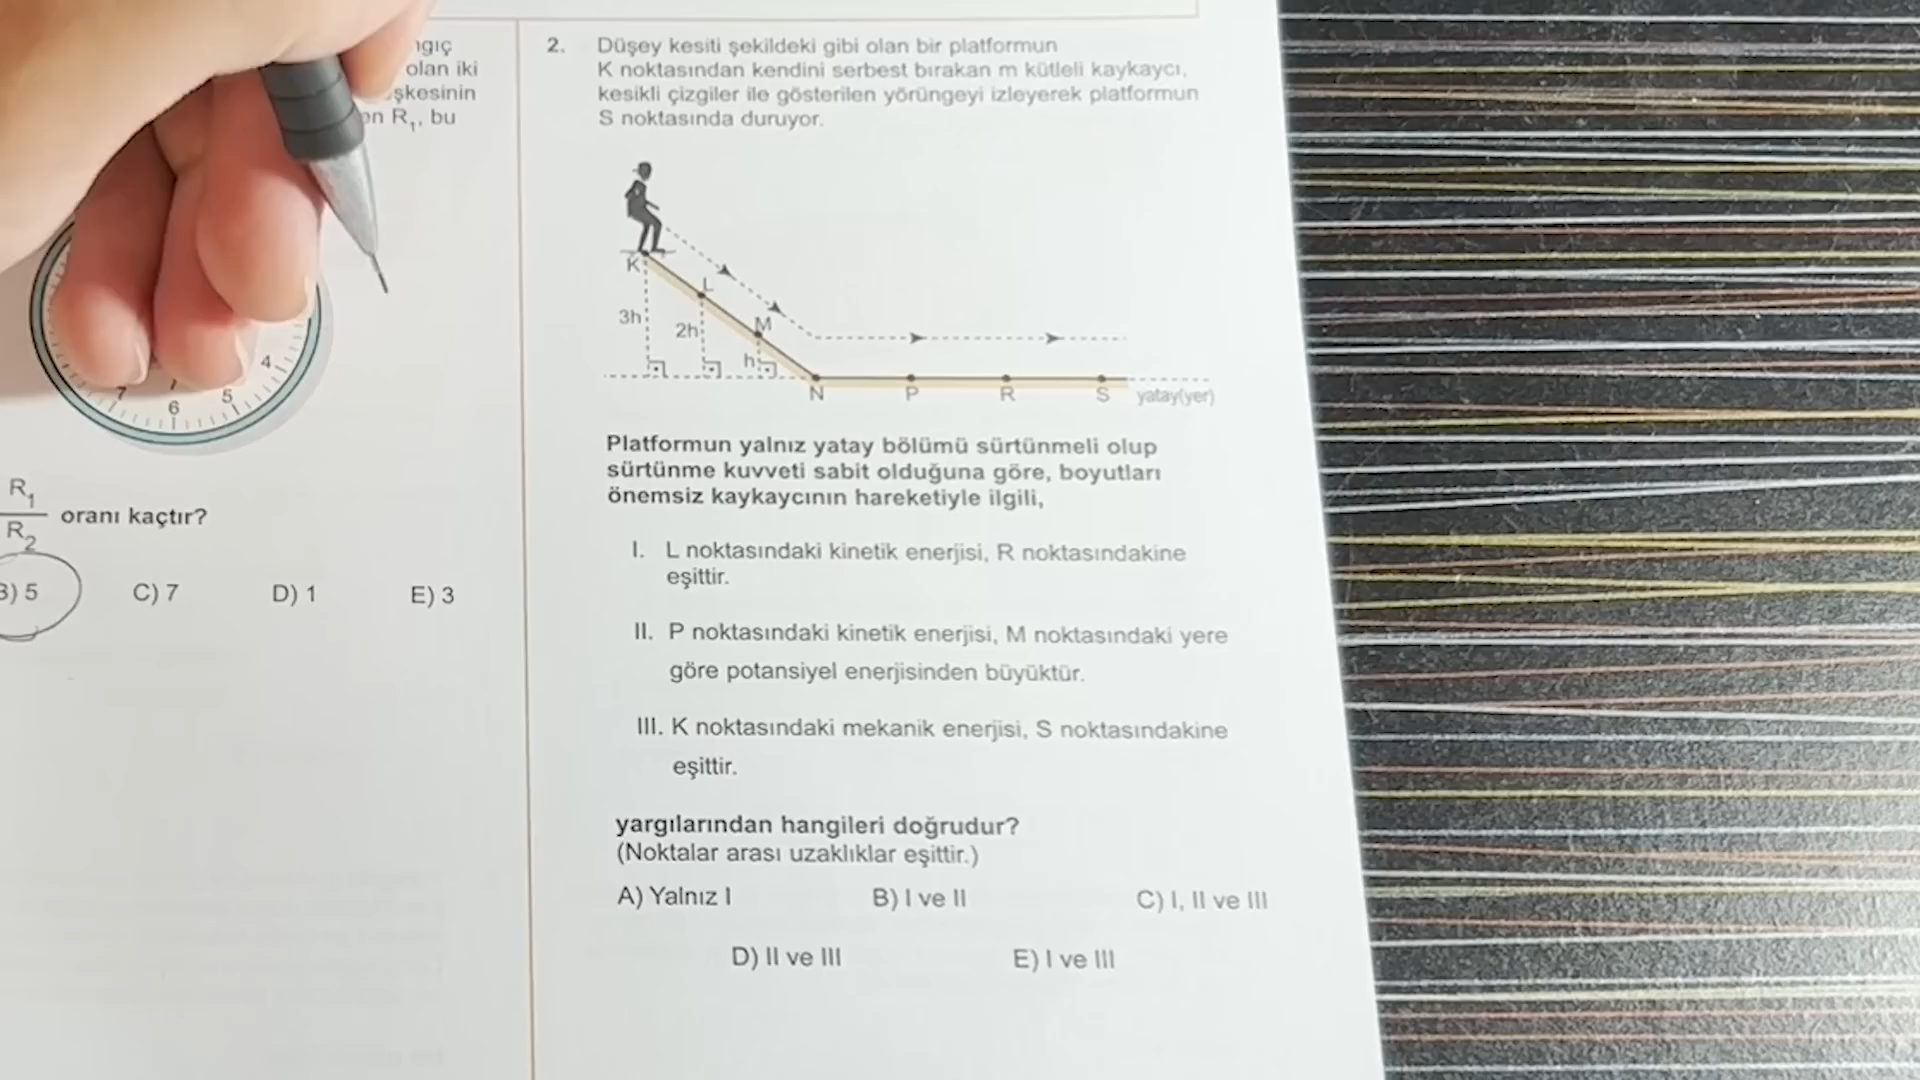 olan iki
şkesinin
R₁, bu
4
5
6
7
R₁
R₂
oranı kaçtır?
B) 5
C) 7
D) 1
E) 3
2. Düşey kesiti şekildeki gibi olan bir platformun
K noktasından kendini serbest bırakan m kütleli kaykaycı,
kesikli çizgiler ile gösterilen yörüngeyi izleyerek platformun
S noktasında duruyor.
K
L
3h
2h
M
h
N
P
R
S
yatay(yer)
Platformun yalnız yatay bölümü sürtünmeli olup
sürtünme kuvveti sabit olduğuna göre, boyutları
önemsiz kaykaycının hareketiyle ilgili,
I. L noktasındaki kinetik enerjisi, R noktasındakine
eşittir.
II. P noktasındaki kinetik enerjisi, M noktasındaki yere
göre potansiyel enerjisinden büyüktür.
III. K noktasındaki mekanik enerjisi, S noktasındakine
eşittir.
yargılarından hangileri doğrudur?
(Noktalar arası uzaklıklar eşittir.)
A) Yalnız I
B) I ve II
C) I, II ve III
D) II ve III
E) I ve III